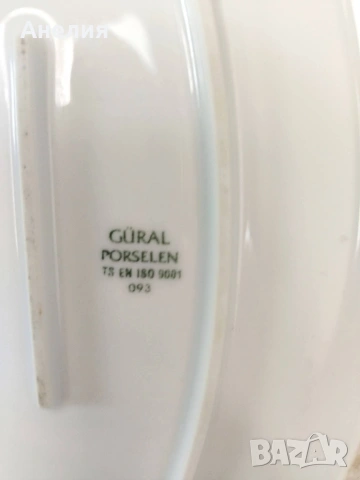 Анелия
GÜRAL
PORSELEN
TS EN ISO 9001
093
BAZAR